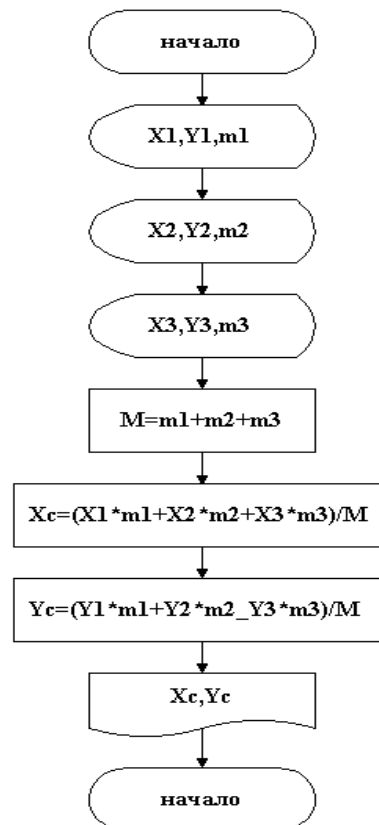 начало
X1,Y1,m1
X2,Y2,m2
X3,Y3,m3
M=m1+m2+m3
Xc=(X1*m1+X2*m2+X3*m3)/M
Yc=(Y1*m1+Y2*m2_Y3*m3)/M
Xc,Yc
начало